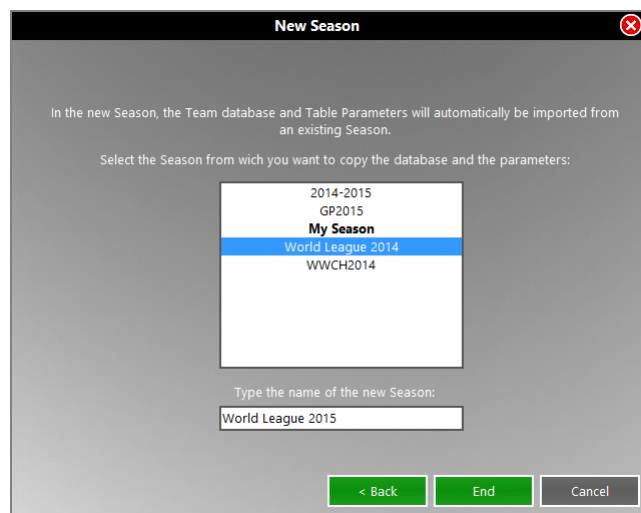 New Season
In the new Season, the Team database and Table Parameters will automatically be imported from
an existing Season.
Select the Season from wich you want to copy the database and the parameters:
2014-2015
GP2015
My Season
World League 2014
WWCH2014
Type the name of the new Season:
World League 2015
< Back
End
Cancel